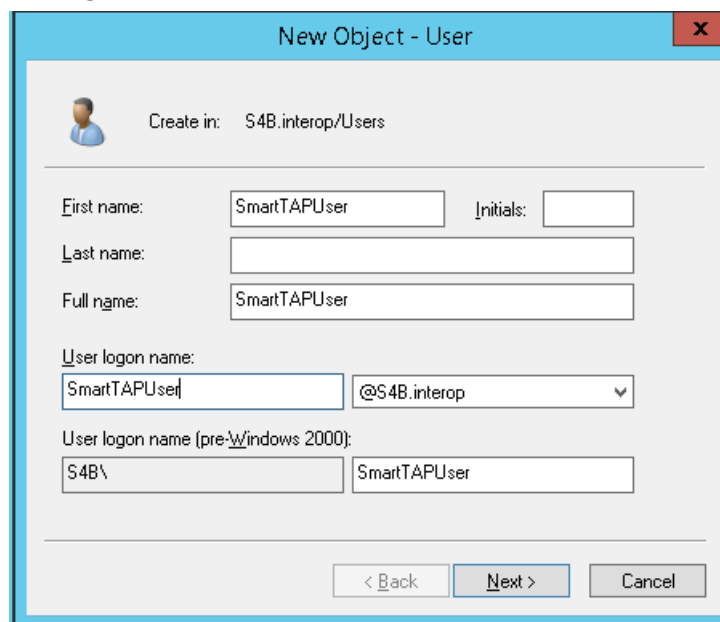 New Object - User
x
Create in: S4B.interop/Users
First name: SmartTAPUser Initials:
Last name:
Full name: SmartTAPUser
User logon name:
SmartTAPUser @S4B.interop
User logon name (pre-Windows 2000):
S4B\ SmartTAPUser
< Back Next > Cancel